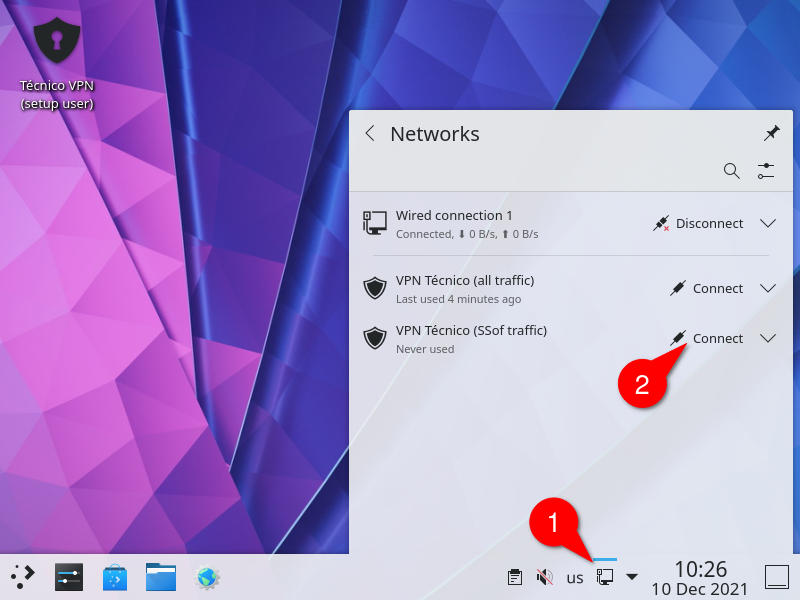 Técnico VPN
(setup user)
Networks
Wired connection 1
Disconnect
Connected, ⬇ 0 B/s, ⬆ 0 B/s
VPN Técnico (all traffic)
Connect
Last used 4 minutes ago
VPN Técnico (SSof traffic)
Connect
Never used
2
1
us
10:26
10 Dec 2021